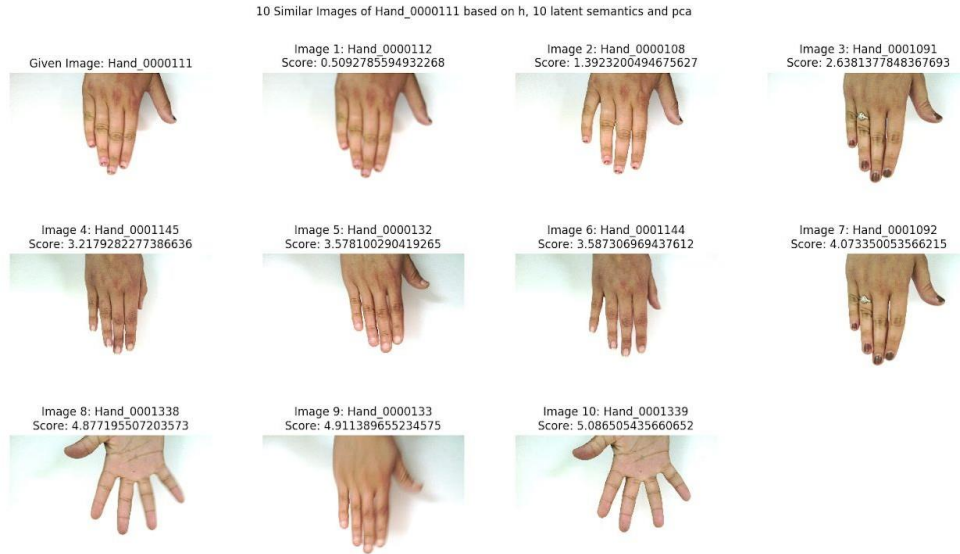 10 Similar Images of Hand_0000111 based on h, 10 latent semantics and pca
Given Image: Hand_0000111
Image 1: Hand_0000112
Score: 0.5092785594932268
Image 2: Hand_0000108
Score: 1.3923200494675627
Image 3: Hand_0001091
Score: 2.6381377848367693
Image 4: Hand_0001145
Score: 3.2179282277386636
Image 5: Hand_0000132
Score: 3.578100290419265
Image 6: Hand_0001144
Score: 3.587306969437612
Image 7: Hand_0001092
Score: 4.073350053566215
Image 8: Hand_0001338
Score: 4.877195507203573
Image 9: Hand_0000133
Score: 4.911389655234575
Image 10: Hand_0001339
Score: 5.086505435660652